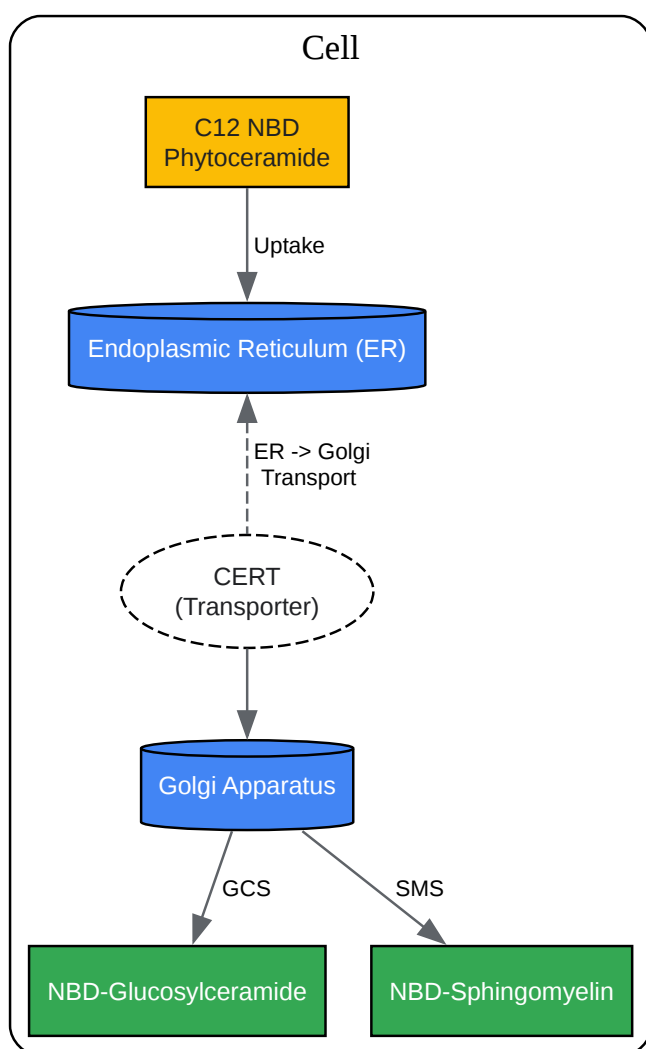 Cell
C12 NBD
Phytoceramide
Uptake
Endoplasmic Reticulum (ER)
ER -> Golgi
Transport
CERT
(Transporter)
Golgi Apparatus
GCS
SMS
NBD-Glucosylceramide
NBD-Sphingomyelin